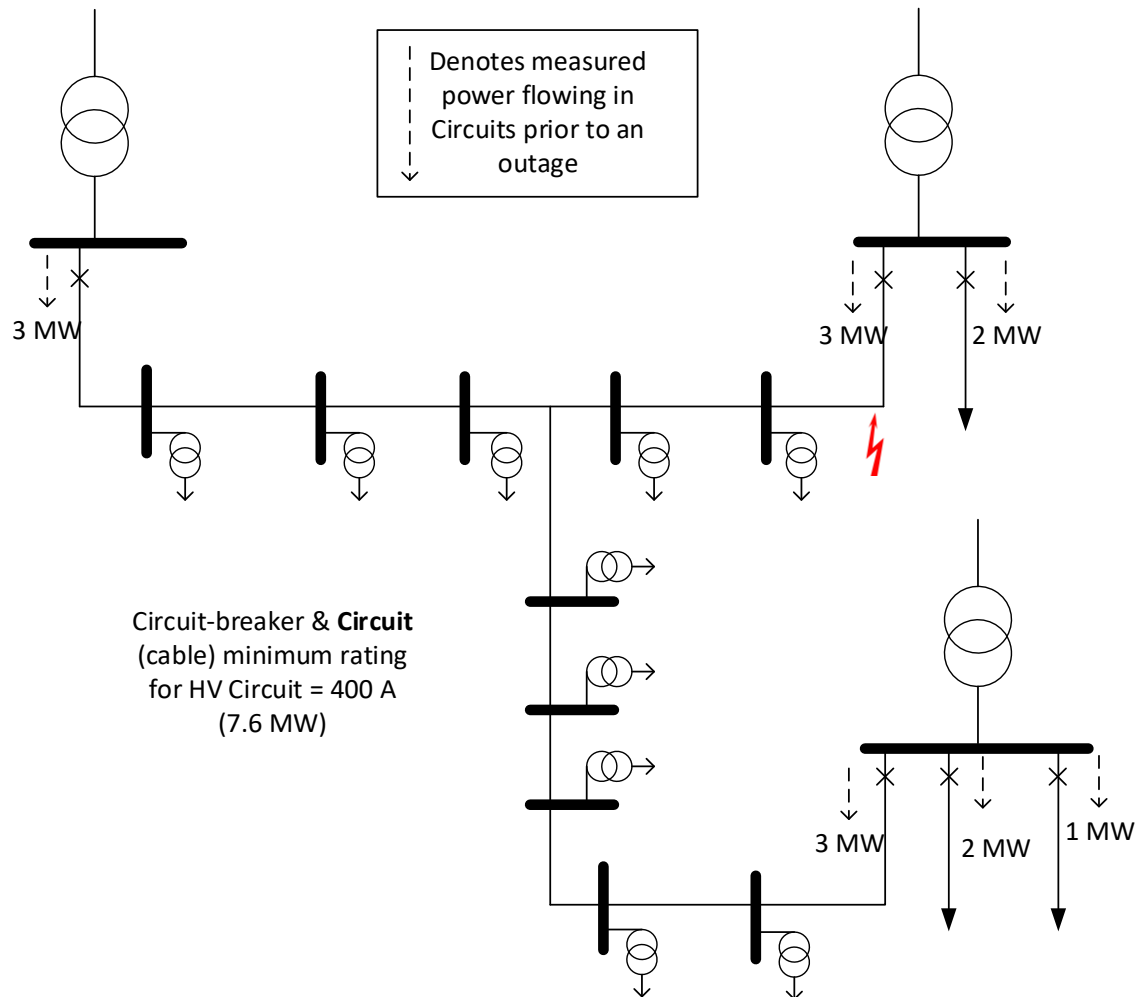 Denotes measured
power flowing in
Circuits prior to an
outage
3 MW
3 MW
2 MW
Circuit-breaker & Circuit
(cable) minimum rating
for HV Circuit = 400 A
(7.6 MW)
3 MW
2 MW
1 MW